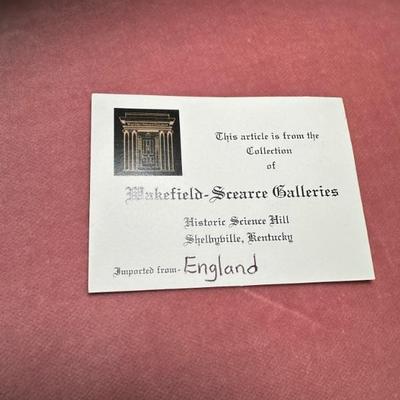 This article is from the
Collection
of
Wakefield-Scearce Galleries
Historic Science Hill
Shelbyville, Kentucky
Imported from- England